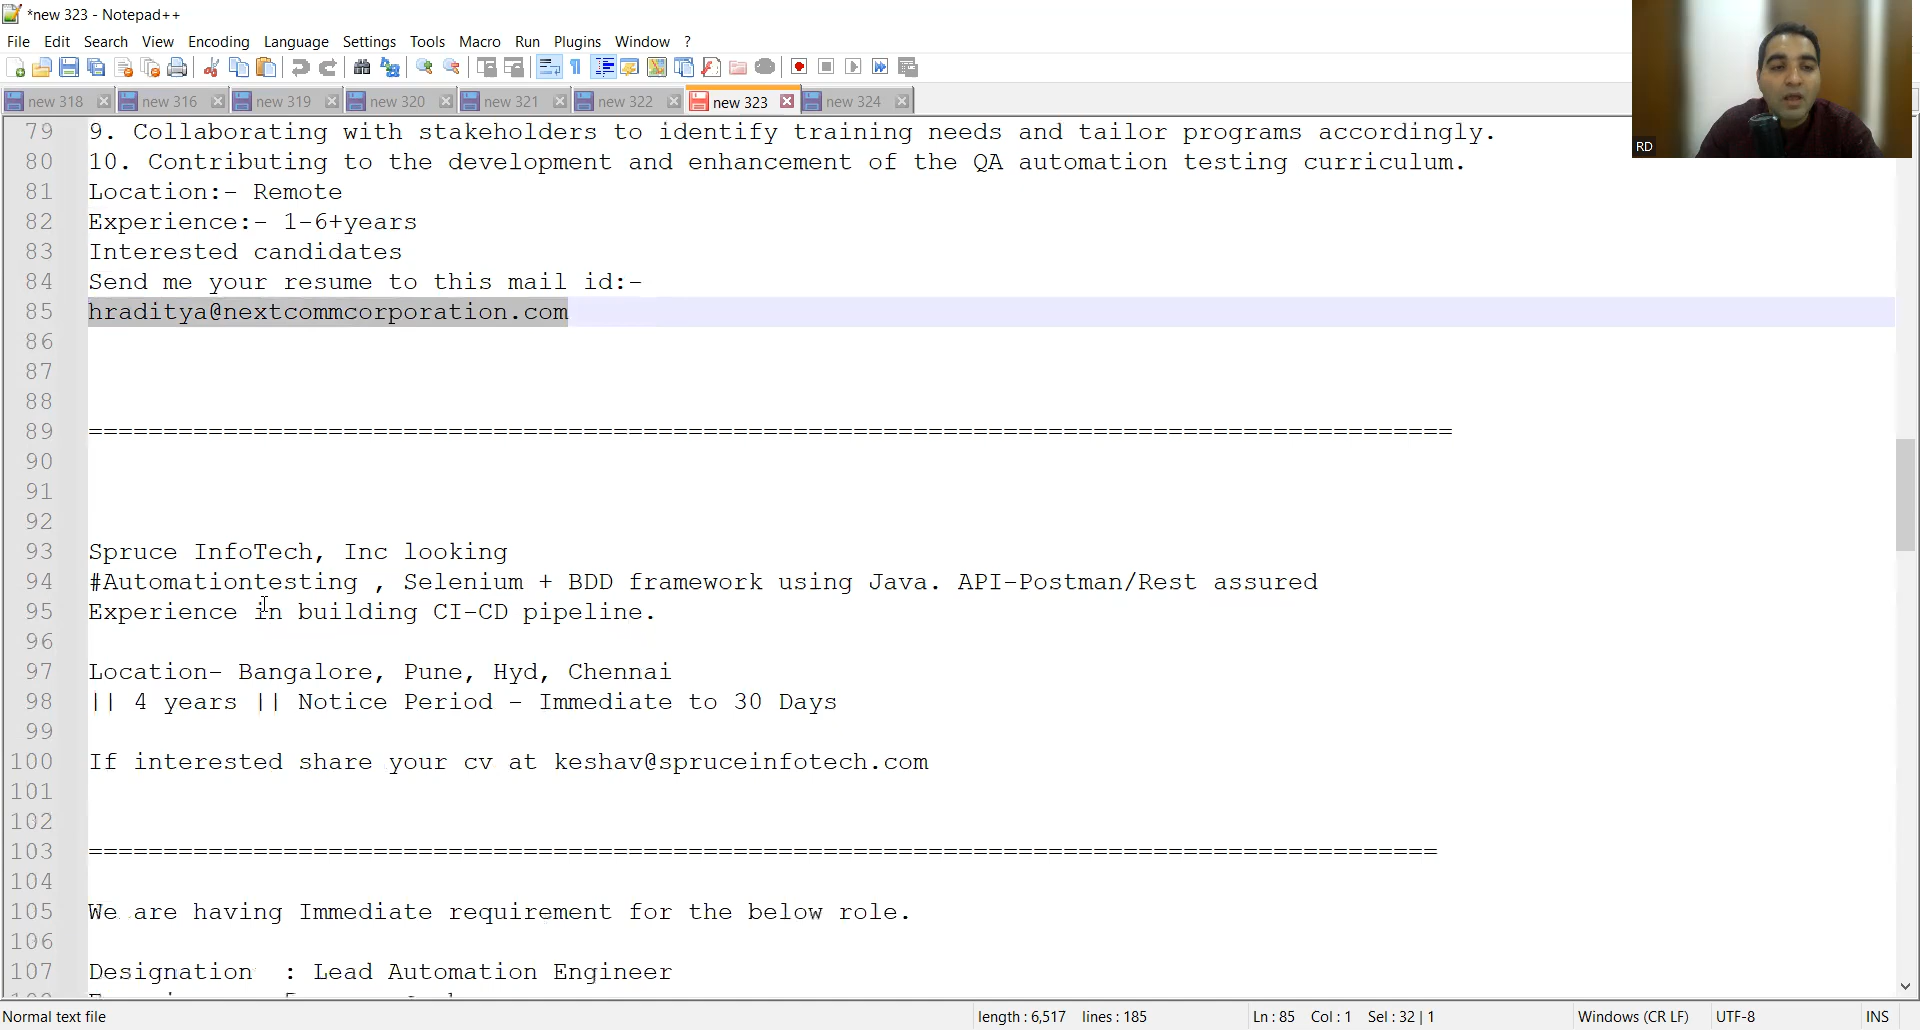 *new 323 - Notepad++
File Edit Search View Encoding Language Settings Tools Macro Run Plugins Window ?
new 318 new 316 new 319 new 320 new 321 new 322 new 323 new 324
RD
79 9. Collaborating with stakeholders to identify training needs and tailor programs accordingly.
80 10. Contributing to the development and enhancement of the QA automation testing curriculum.
81 Location:- Remote
82 Experience:- 1-6+years
83 Interested candidates
84 Send me your resume to this mail id:-
85 hraditya@nextcommcorporation.com
86
87
88
89 ===========================================================================================
90
91
92
93 Spruce InfoTech, Inc looking
94 #Automationtesting , Selenium + BDD framework using Java. API-Postman/Rest assured
95 Experience in building CI-CD pipeline.
96
97 Location- Bangalore, Pune, Hyd, Chennai
98 || 4 years || Notice Period - Immediate to 30 Days
99
100 If interested share your cv at keshav@spruceinfotech.com
101
102
103 ==========================================================================================
104
105 We are having Immediate requirement for the below role.
106
107 Designation : Lead Automation Engineer
Normal text file length : 6,517 lines : 185 Ln : 85 Col : 1 Sel : 32 | 1 Windows (CR LF) UTF-8 INS